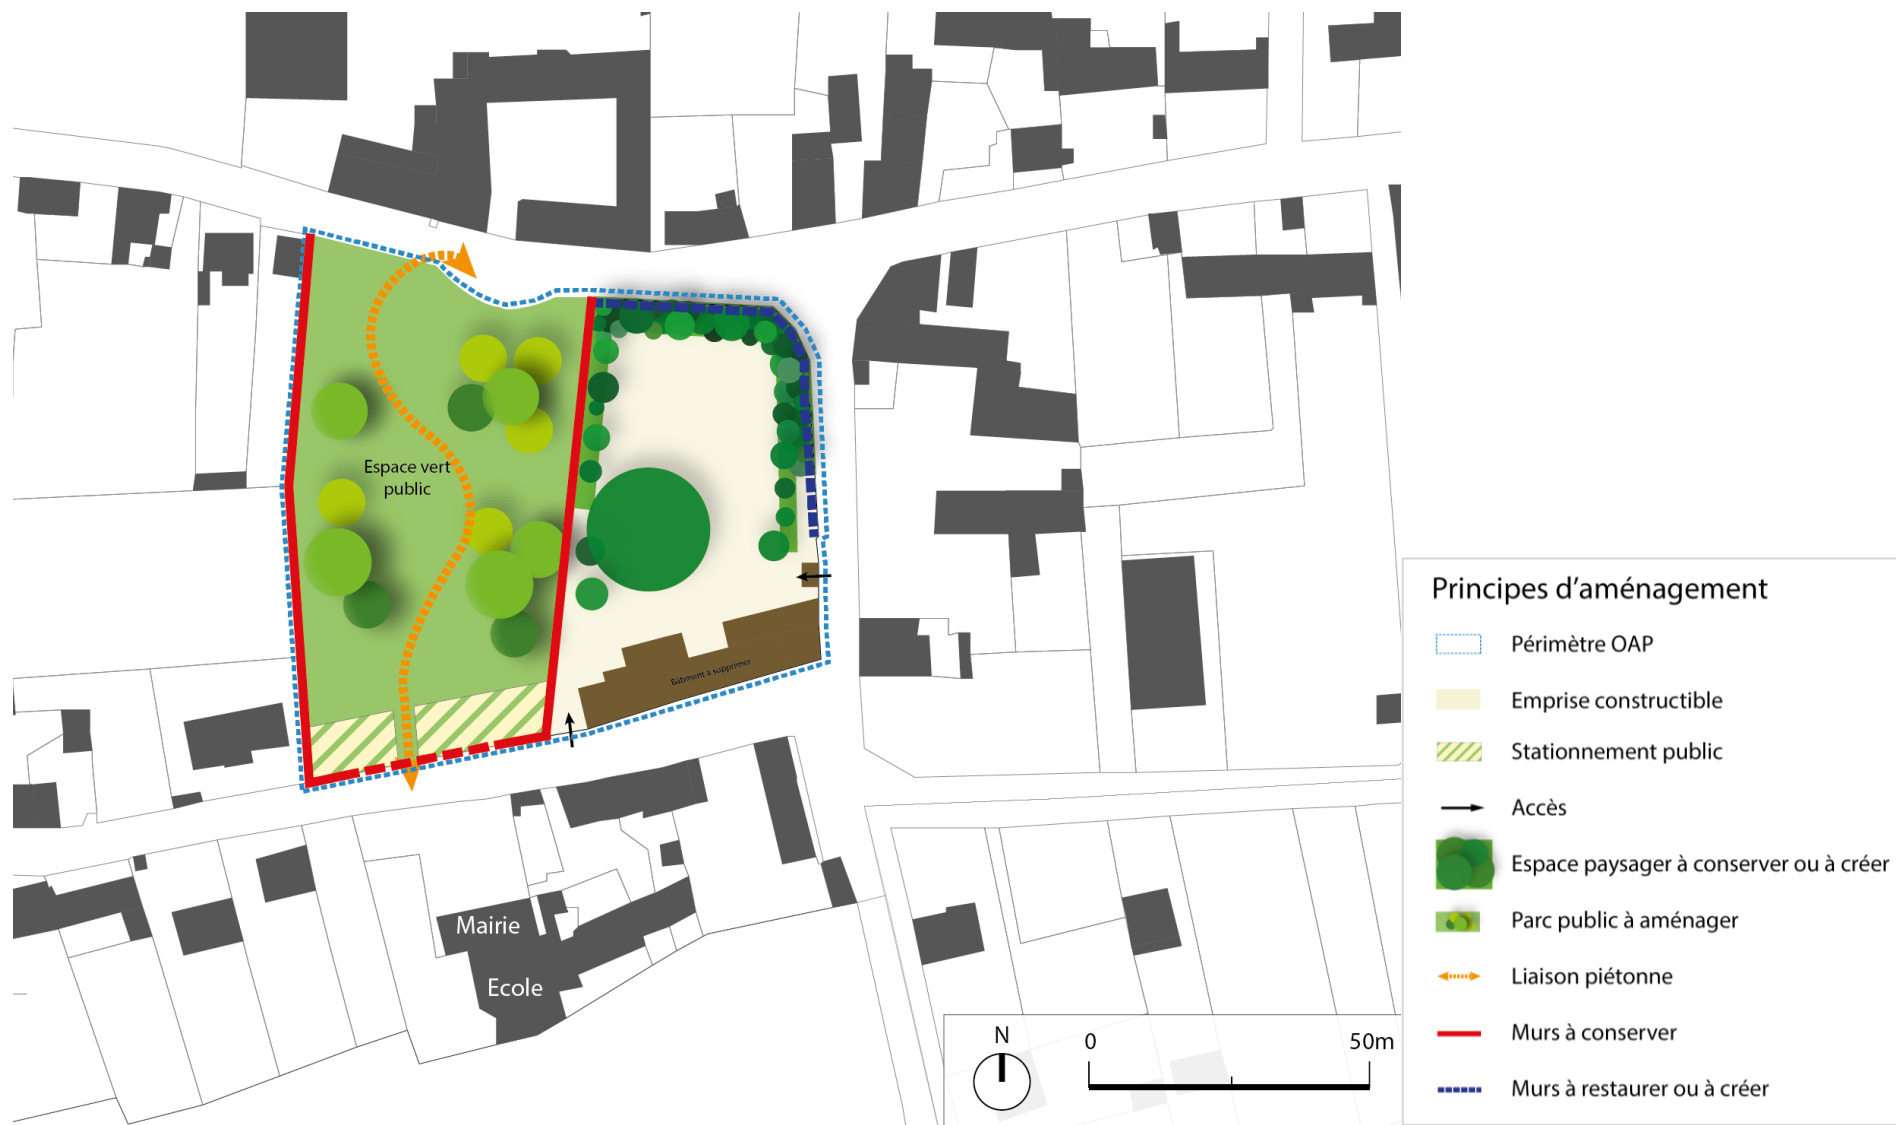 Espace vert
public
Bâtiment à supprimer
Mairie
Ecole
N
0
50m
Principes d’aménagement
Périmètre OAP
Emprise constructible
Stationnement public
Accès
Espace paysager à conserver ou à créer
Parc public à aménager
Liaison piétonne
Murs à conserver
Murs à restaurer ou à créer